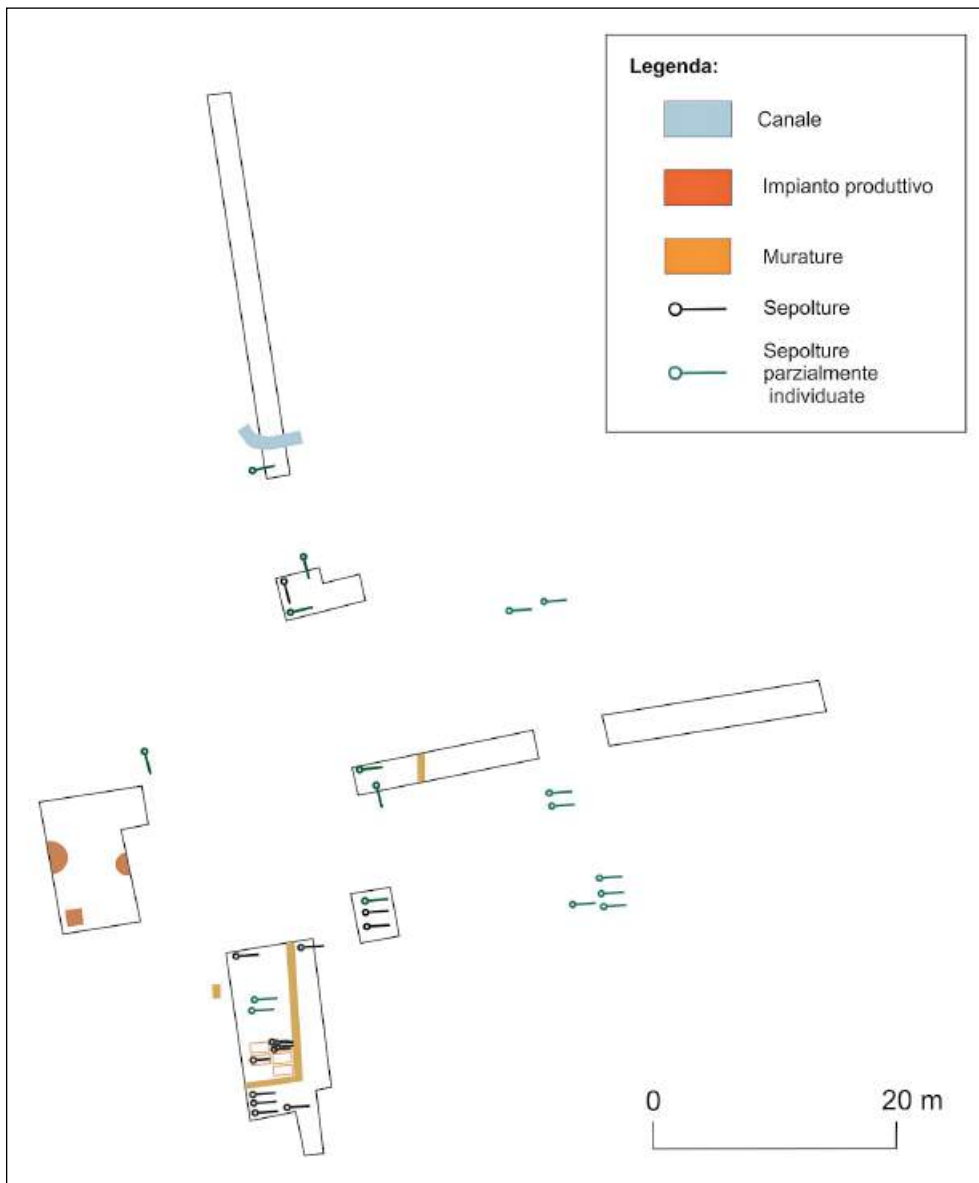 Legenda:
Canale
Impianto produttivo
Murature
Sepolture
Sepolture
parzialmente
individuate
0 20 m